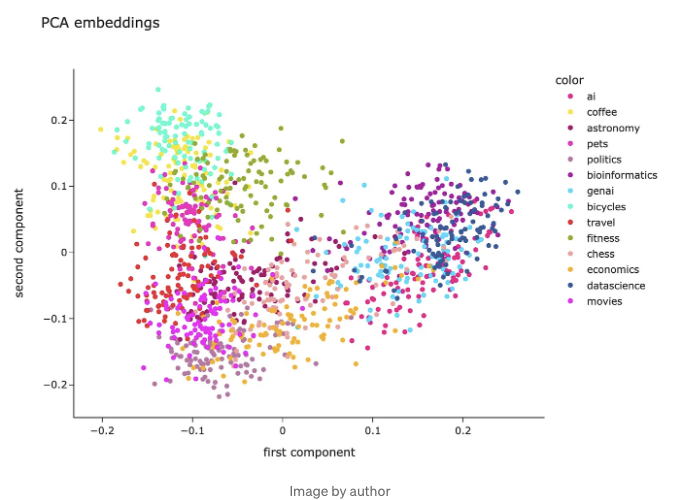 PCA embeddings
color
ai
coffee
astronomy
pets
politics
bioinformatics
genai
bicycles
travel
fitness
chess
economics
datascience
movies
second component
0.2
0.1
0
−0.1
−0.2
−0.2
−0.1
0
0.1
0.2
first component
Image by author